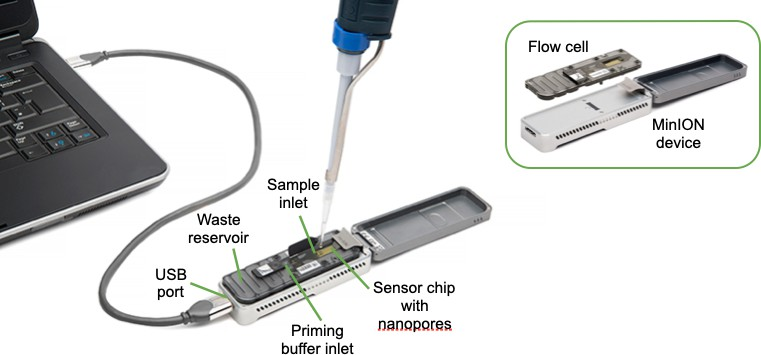 Flow cell
MinION
device
Sample
inlet
Waste
reservoir
USB
port
Sensor chip
with
nanopores
Priming
buffer inlet